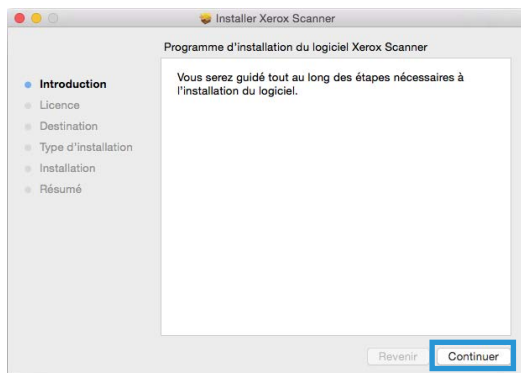 Installer Xerox Scanner
Programme d'installation du logiciel Xerox Scanner
Introduction
Licence
Destination
Type d'installation
Installation
Résumé
Vous serez guidé tout au long des étapes nécessaires à
l'installation du logiciel.
Revenir
Continuer